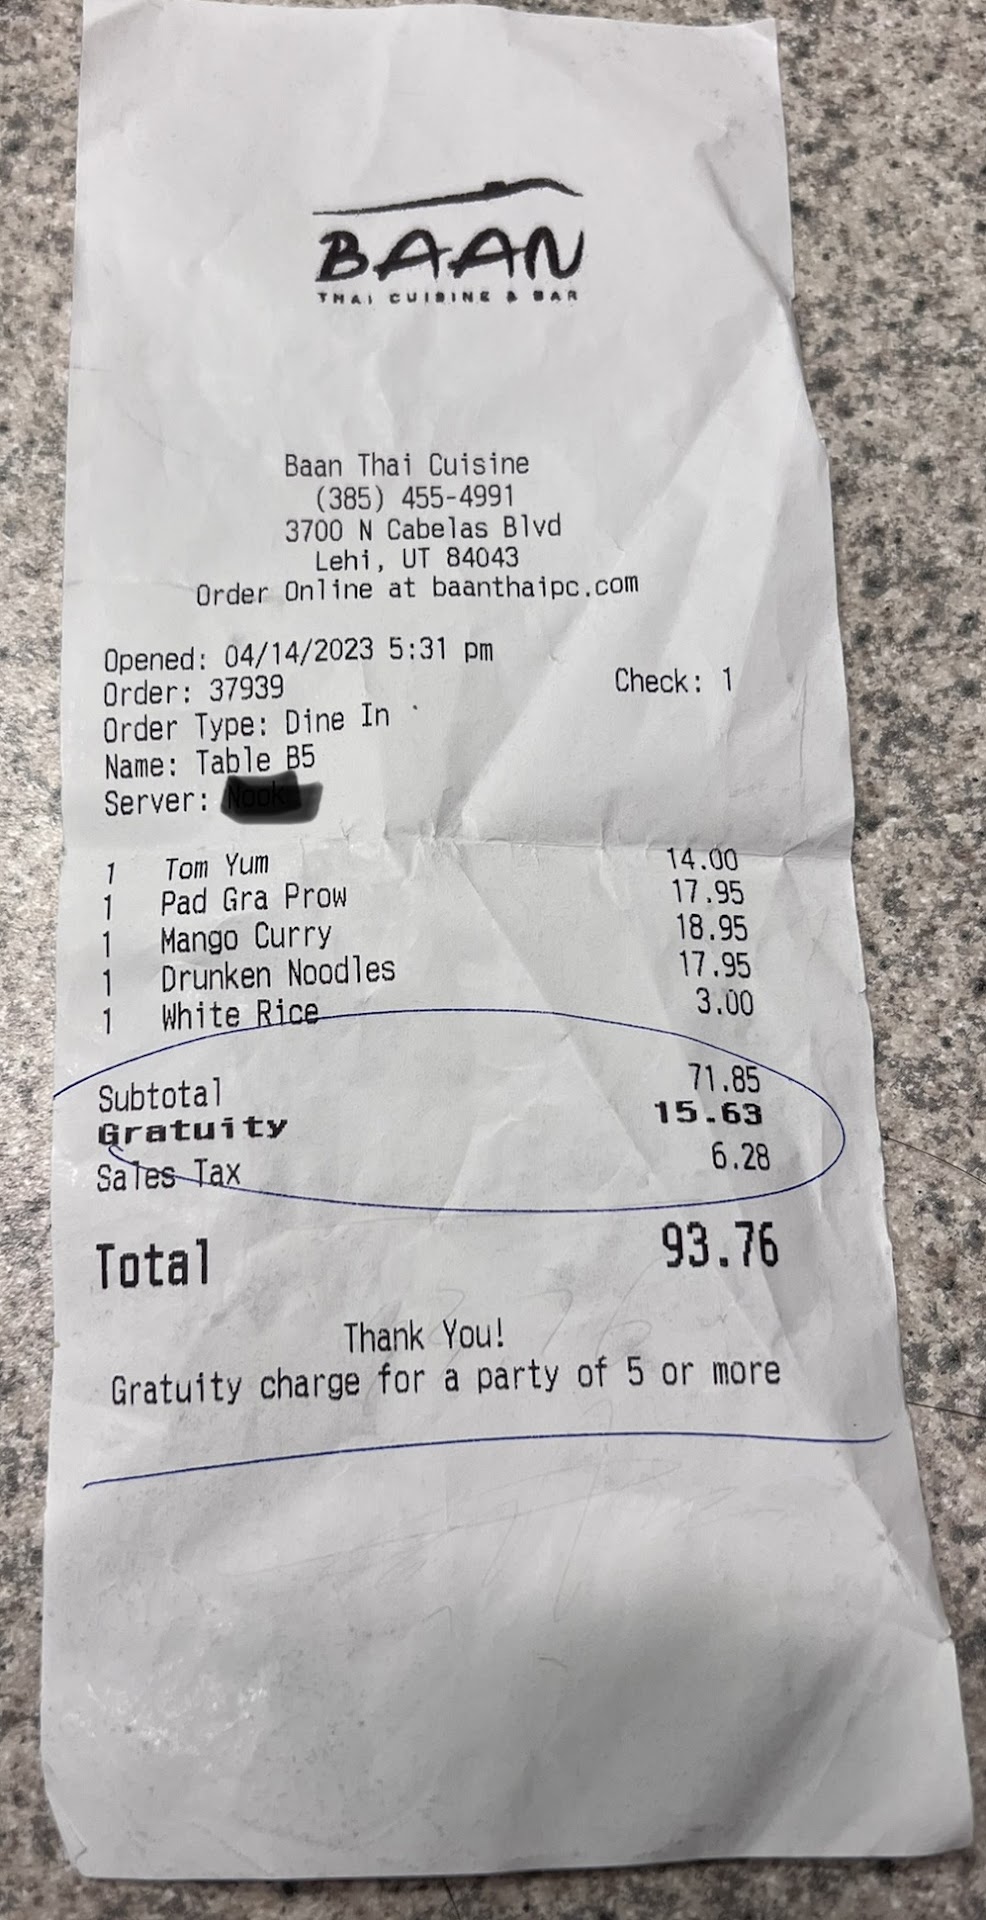 BAAN
THAI CUISINE & BAR
Baan Thai Cuisine
(385) 455-4991
3700 N Cabelas Blvd
Lehi, UT 84043
Order Online at baanthaipc.com
Opened: 04/14/2023 5:31 pm
Order: 37939 Check: 1
Order Type: Dine In
Name: Table B5
Server:
1 Tom Yum 14.00
1 Pad Gra Prow 17.95
1 Mango Curry 18.95
1 Drunken Noodles 17.95
1 White Rice 3.00
Subtotal 71.85
Gratuity 15.63
Sales Tax 6.28
Total 93.76
Thank You!
Gratuity charge for a party of 5 or more